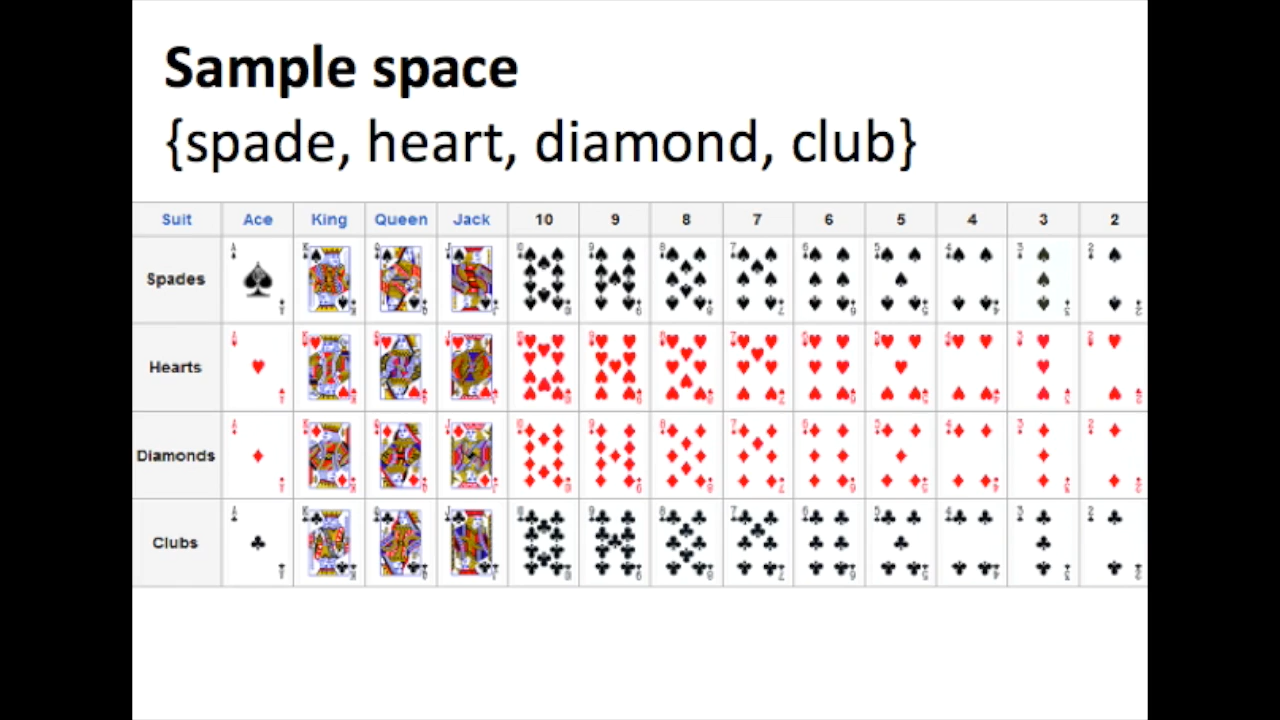 Sample space
{spade, heart, diamond, club}
Suit Ace King Queen Jack 10 9 8 7 6 5 4 3 2
Spades
Hearts
Diamonds
Clubs